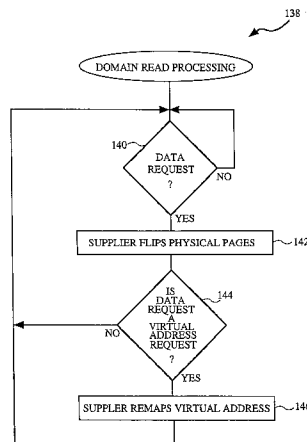 138
DOMAIN READ PROCESSING
140
DATA
REQUEST
?
NO
YES
SUPPLIER FLIPS PHYSICAL PAGES
142
IS
DATA
REQUEST
A
VIRTUAL
ADDRESS
REQUEST
?
144
NO
YES
SUPPLER REMAPS VIRTUAL ADDRESS